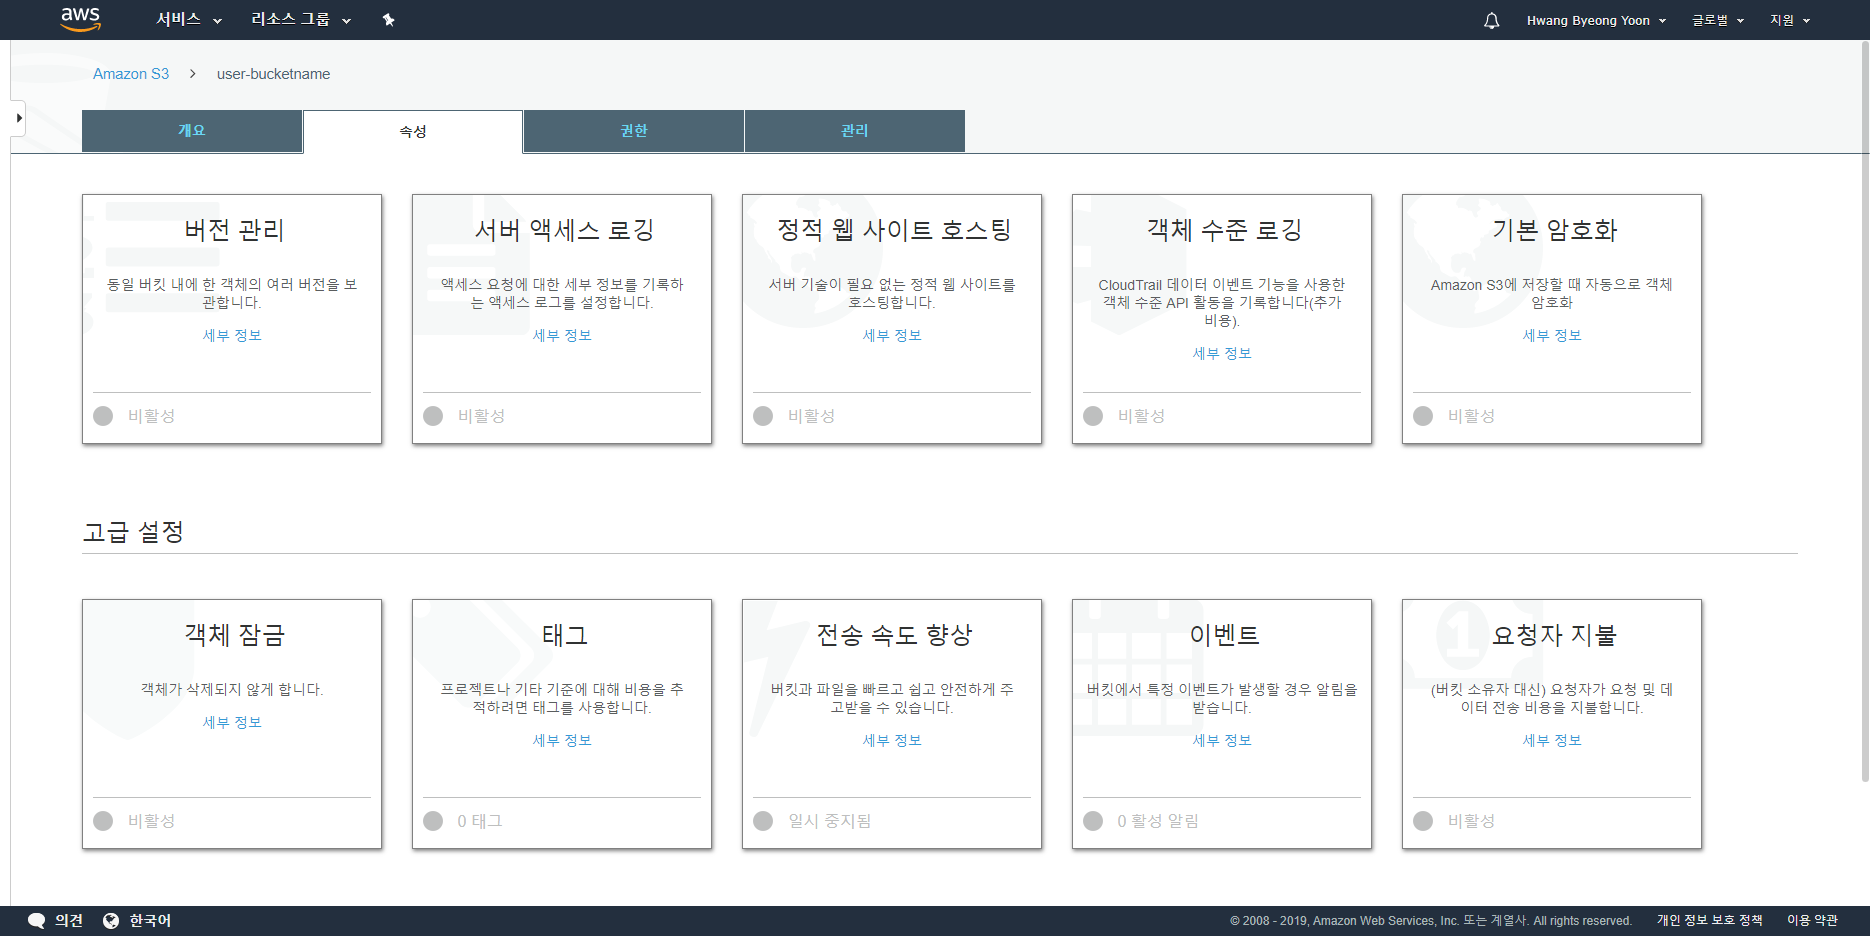 aws 서비스 리소스 그룹 Hwang Byeong Yoon 글로벌 지원
Amazon S3 > user-bucketname
개요 속성 권한 관리
버전 관리
동일 버킷 내에 한 객체의 여러 버전을 보
관합니다.
세부 정보
비활성
서버 액세스 로깅
액세스 요청에 대한 세부 정보를 기록하
는 액세스 로그를 설정합니다.
세부 정보
비활성
정적 웹 사이트 호스팅
서버 기술이 필요 없는 정적 웹 사이트를
호스팅합니다.
세부 정보
비활성
객체 수준 로깅
CloudTrail 데이터 이벤트 기능을 사용한
객체 수준 API 활동을 기록합니다(추가
비용).
세부 정보
비활성
기본 암호화
Amazon S3에 저장할 때 자동으로 객체
암호화
세부 정보
비활성
고급 설정
객체 잠금
객체가 삭제되지 않게 합니다.
세부 정보
비활성
태그
프로젝트나 기타 기준에 대해 비용을 추
적하려면 태그를 사용합니다.
세부 정보
0 태그
전송 속도 향상
버킷과 파일을 빠르고 쉽고 안전하게 주
고받을 수 있습니다.
세부 정보
일시 중지됨
이벤트
버킷에서 특정 이벤트가 발생할 경우 알림을
받습니다.
세부 정보
0 활성 알림
1
요청자 지불
(버킷 소유자 대신) 요청자가 요청 및 데
이터 전송 비용을 지불합니다.
세부 정보
비활성
의견 한국어 © 2008 - 2019, Amazon Web Services, Inc. 또는 계열사. All rights reserved. 개인 정보 보호 정책 이용 약관